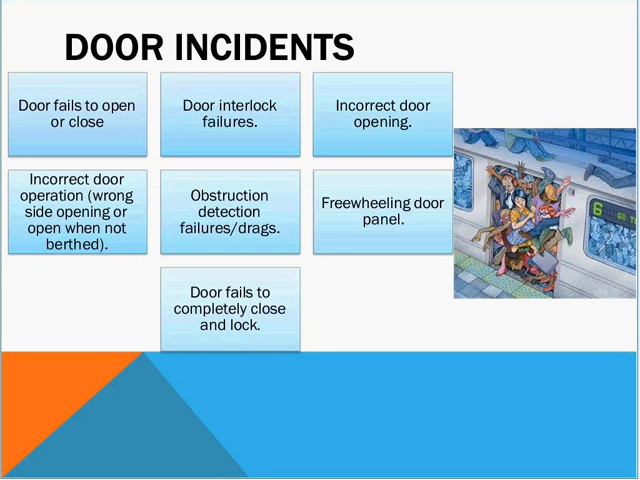 DOOR INCIDENTS
Door fails to open
or close
Door interlock
failures.
Incorrect door
opening.
Incorrect door
operation (wrong
side opening or
open when not
berthed).
Obstruction
detection
failures/drags.
Freewheeling door
panel.
Door fails to
completely close
and lock.
6